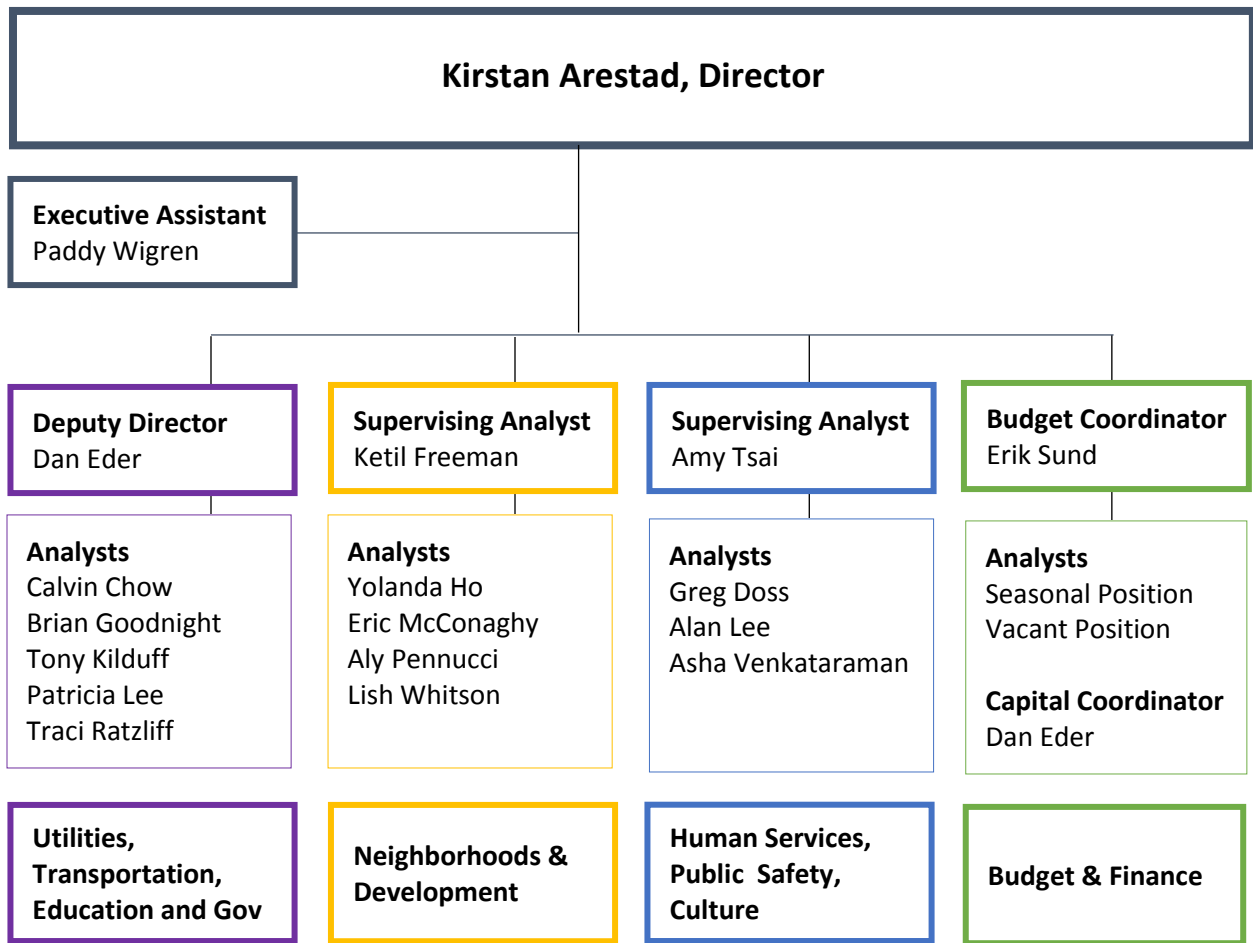 Kirstan Arestad, Director
Executive Assistant
Paddy Wigren
Deputy Director
Dan Eder
Supervising Analyst
Ketil Freeman
Supervising Analyst
Amy Tsai
Budget Coordinator
Erik Sund
Analysts
Calvin Chow
Brian Goodnight
Tony Kilduff
Patricia Lee
Traci Ratzliff
Analysts
Yolanda Ho
Eric McConaghy
Aly Pennucci
Lish Whitson
Analysts
Greg Doss
Alan Lee
Asha Venkataraman
Analysts
Seasonal Position
Vacant Position
Capital Coordinator
Dan Eder
Utilities,
Transportation,
Education and Gov
Neighborhoods &
Development
Human Services,
Public Safety,
Culture
Budget & Finance